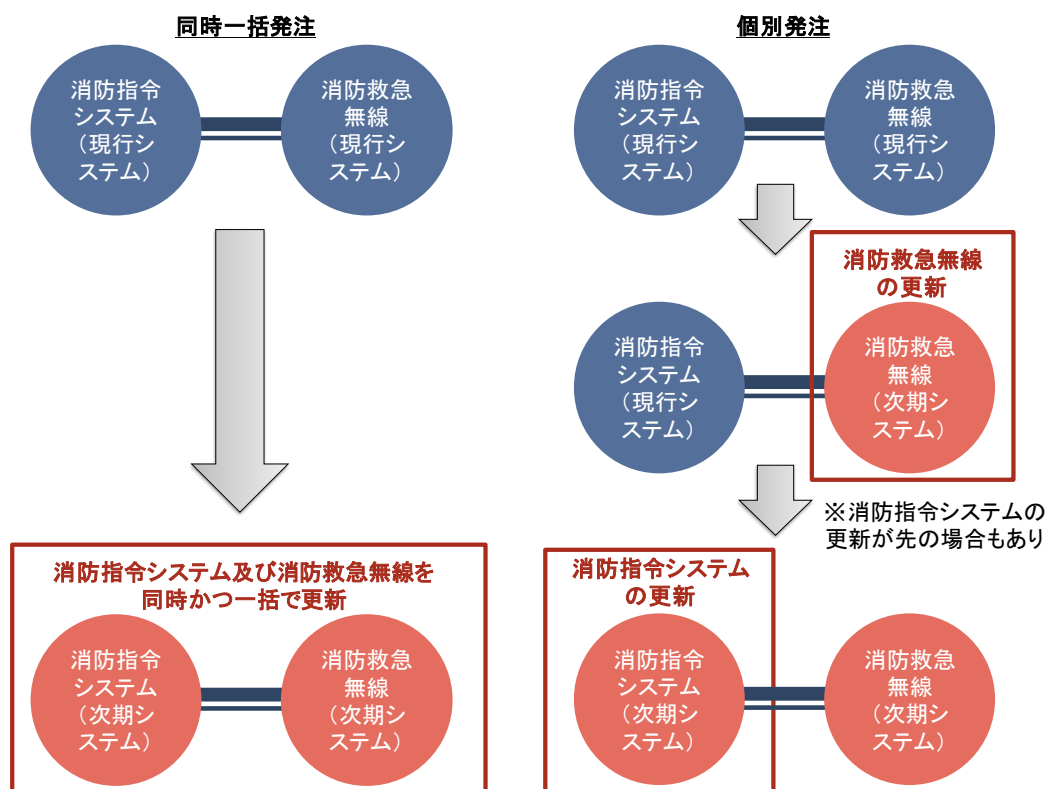 同時一括発注
消防指令
システム
（現行シ
ステム）
消防救急
無線
（現行シ
ステム）
消防指令システム及び消防救急無線を
同時かつ一括で更新
消防指令
システム
（次期シ
ステム）
消防救急
無線
（次期シ
ステム）
個別発注
消防指令
システム
（現行シ
ステム）
消防救急
無線
（現行シ
ステム）
消防救急無線
の更新
消防指令
システム
（現行シ
ステム）
消防救急
無線
（次期シ
ステム）
※消防指令システムの
更新が先の場合もあり
消防指令システム
の更新
消防指令
システム
（次期シ
ステム）
消防救急
無線
（次期シ
ステム）